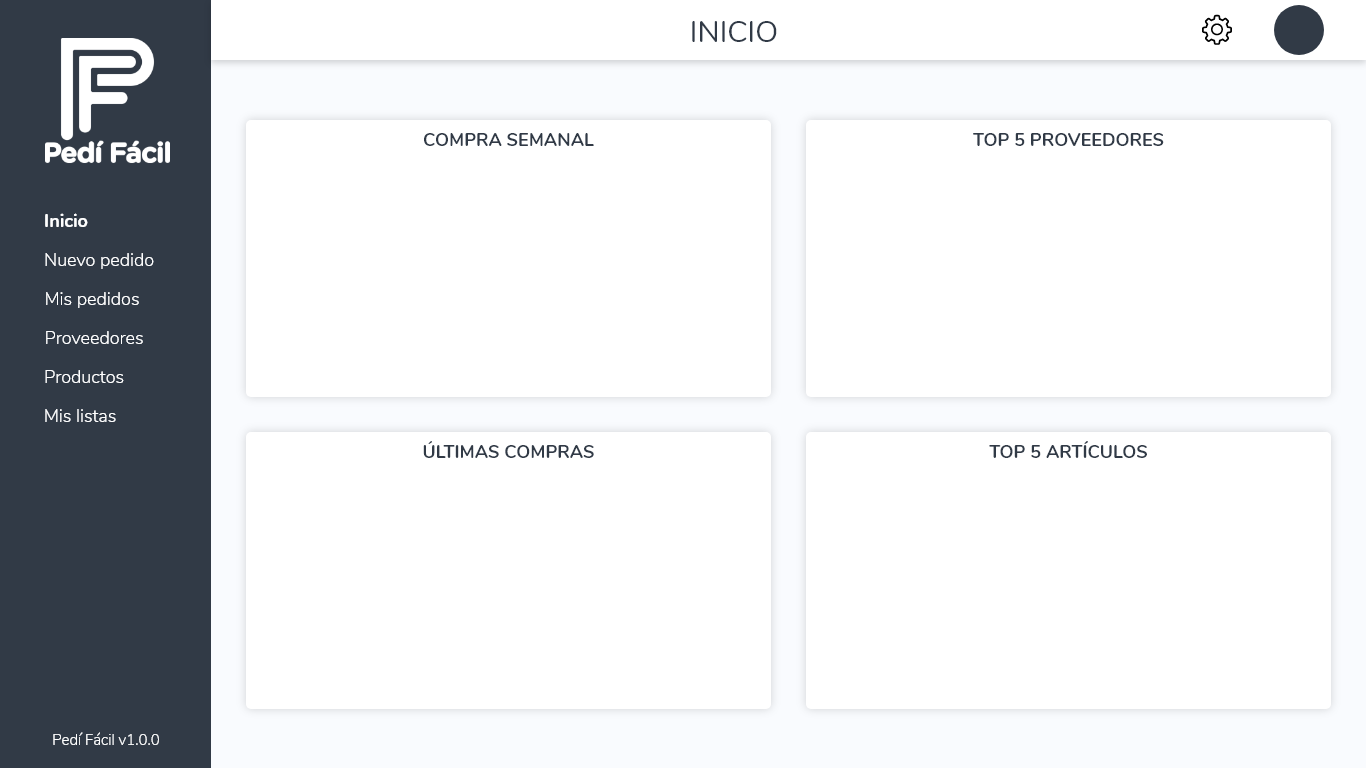 Pedí Fácil
Inicio
Nuevo pedido
Mis pedidos
Proveedores
Productos
Mis listas
Pedí Fácil v1.0.0
INICIO
COMPRA SEMANAL
TOP 5 PROVEEDORES
ÚLTIMAS COMPRAS
TOP 5 ARTÍCULOS